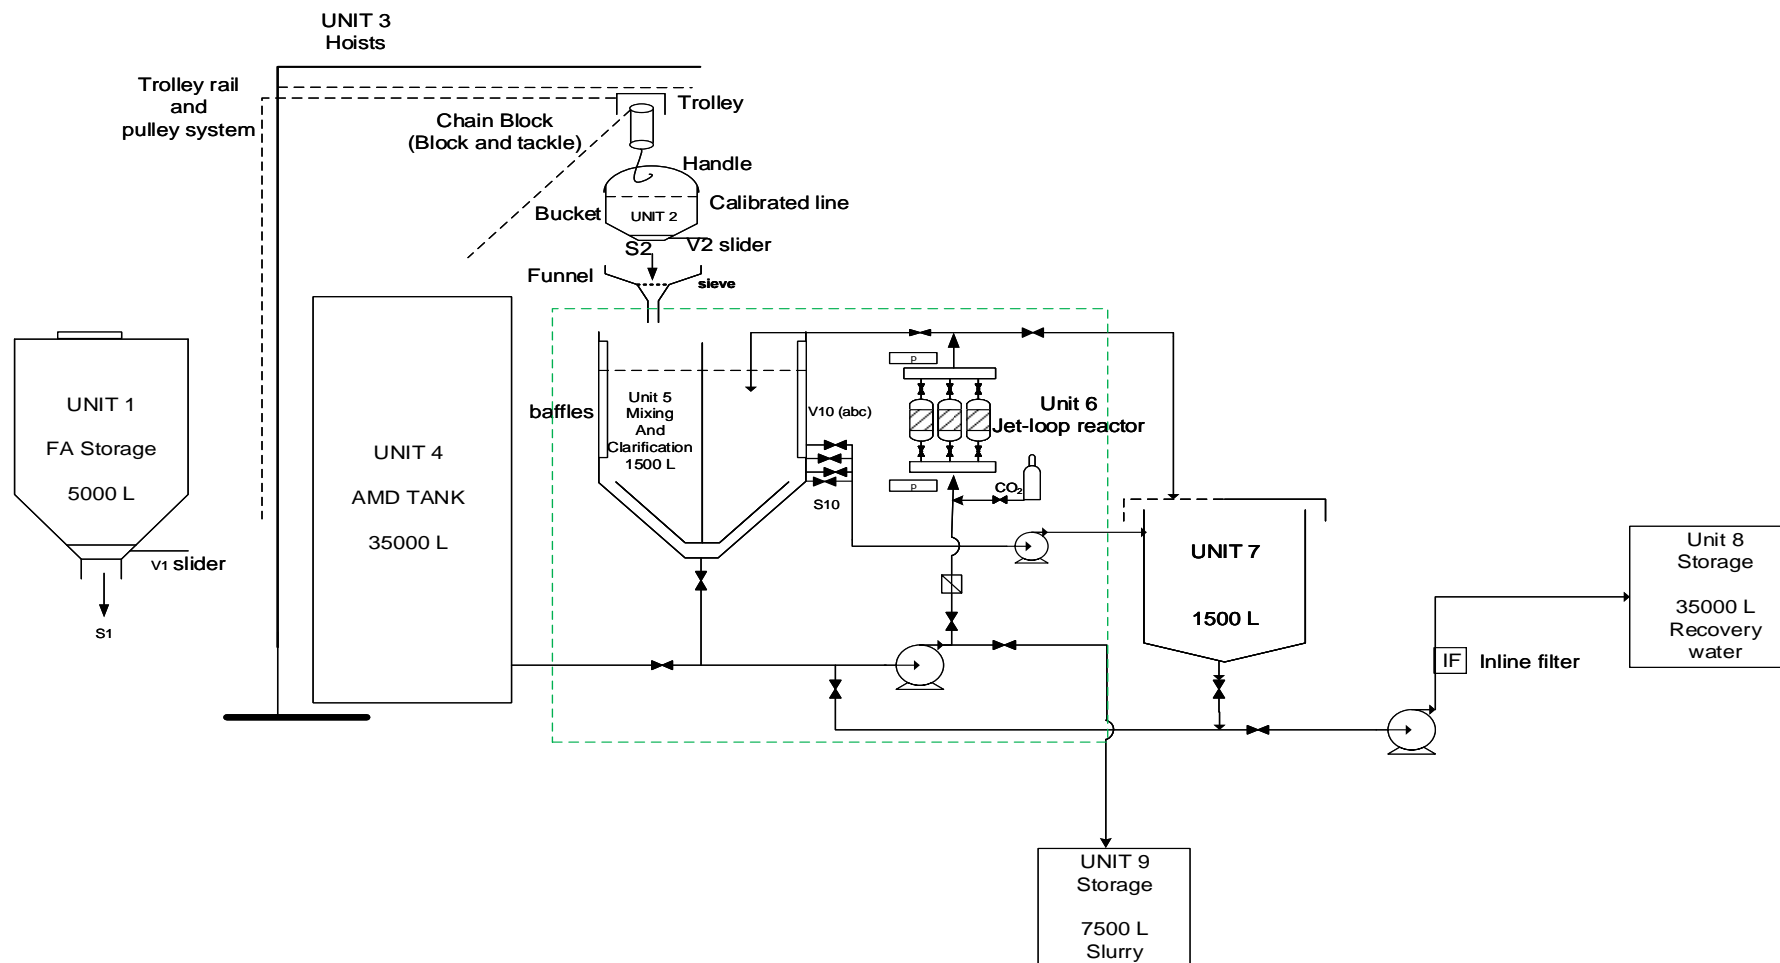 UNIT 3
Hoists
Trolley rail
and
pulley system
Trolley
Chain Block
(Block and tackle)
Handle
Calibrated line
Bucket
UNIT 2
S2
V2 slider
Funnel
sieve
UNIT 1
FA Storage
5000 L
V1 slider
S1
UNIT 4
AMD TANK
35000 L
baffles
Unit 5
Mixing
And
Clarification
1500 L
V10 (abc)
S10
p
Unit 6
Jet-loop reactor
p
CO2
UNIT 7
1500 L
Unit 8
Storage
35000 L
Recovery
water
IF
Inline filter
UNIT 9
Storage
7500 L
Slurry